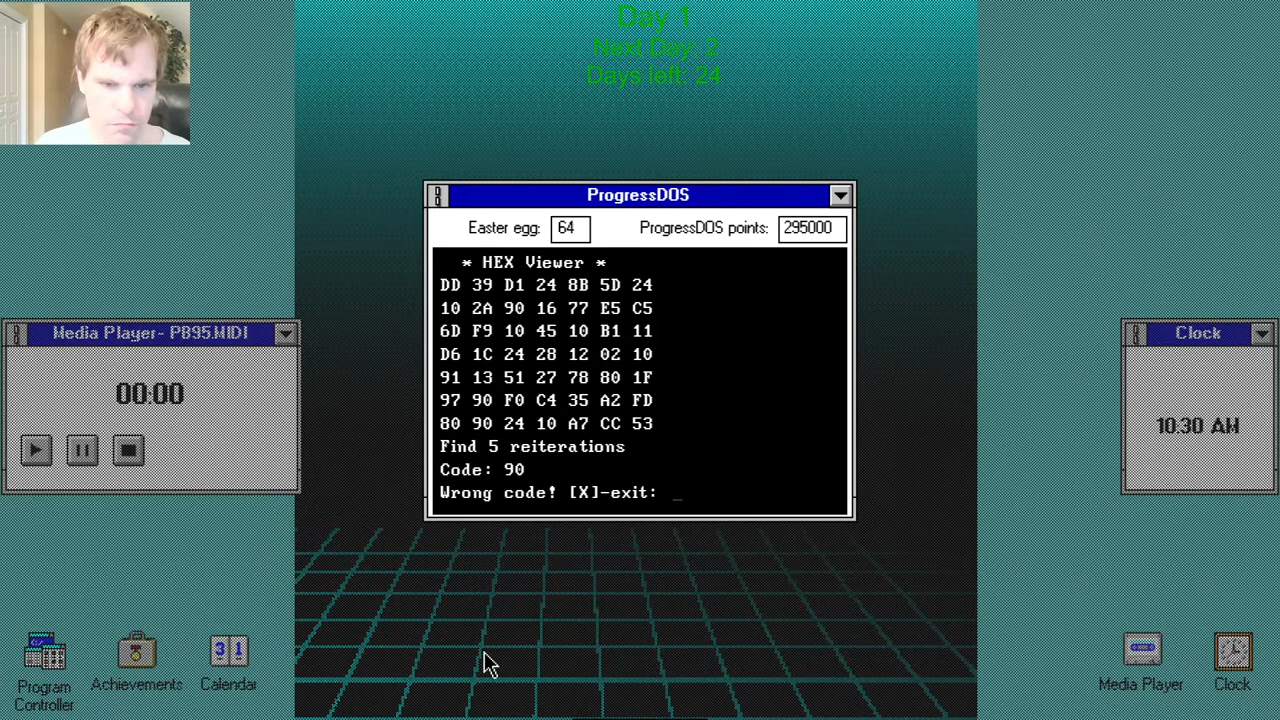 Day 1
Next Day: 2
Days left: 24
ProgressDOS
Easter egg: 64 ProgressDOS points: 295000
* HEX Viewer *
DD 39 D1 24 8B 5D 24
10 2A 90 16 77 E5 C5
6D F9 10 45 10 B1 11
D6 1C 24 28 12 02 10
91 13 51 27 78 80 1F
97 90 F0 C4 35 A2 FD
80 90 24 10 A7 CC 53
Find 5 reiterations
Code: 90
Wrong code! [X]-exit: _
Media Player- PB95.MIDI
00:00
Clock
10:30 AM
Program
Controller
Achievements
31
Calendar
Media Player
Clock